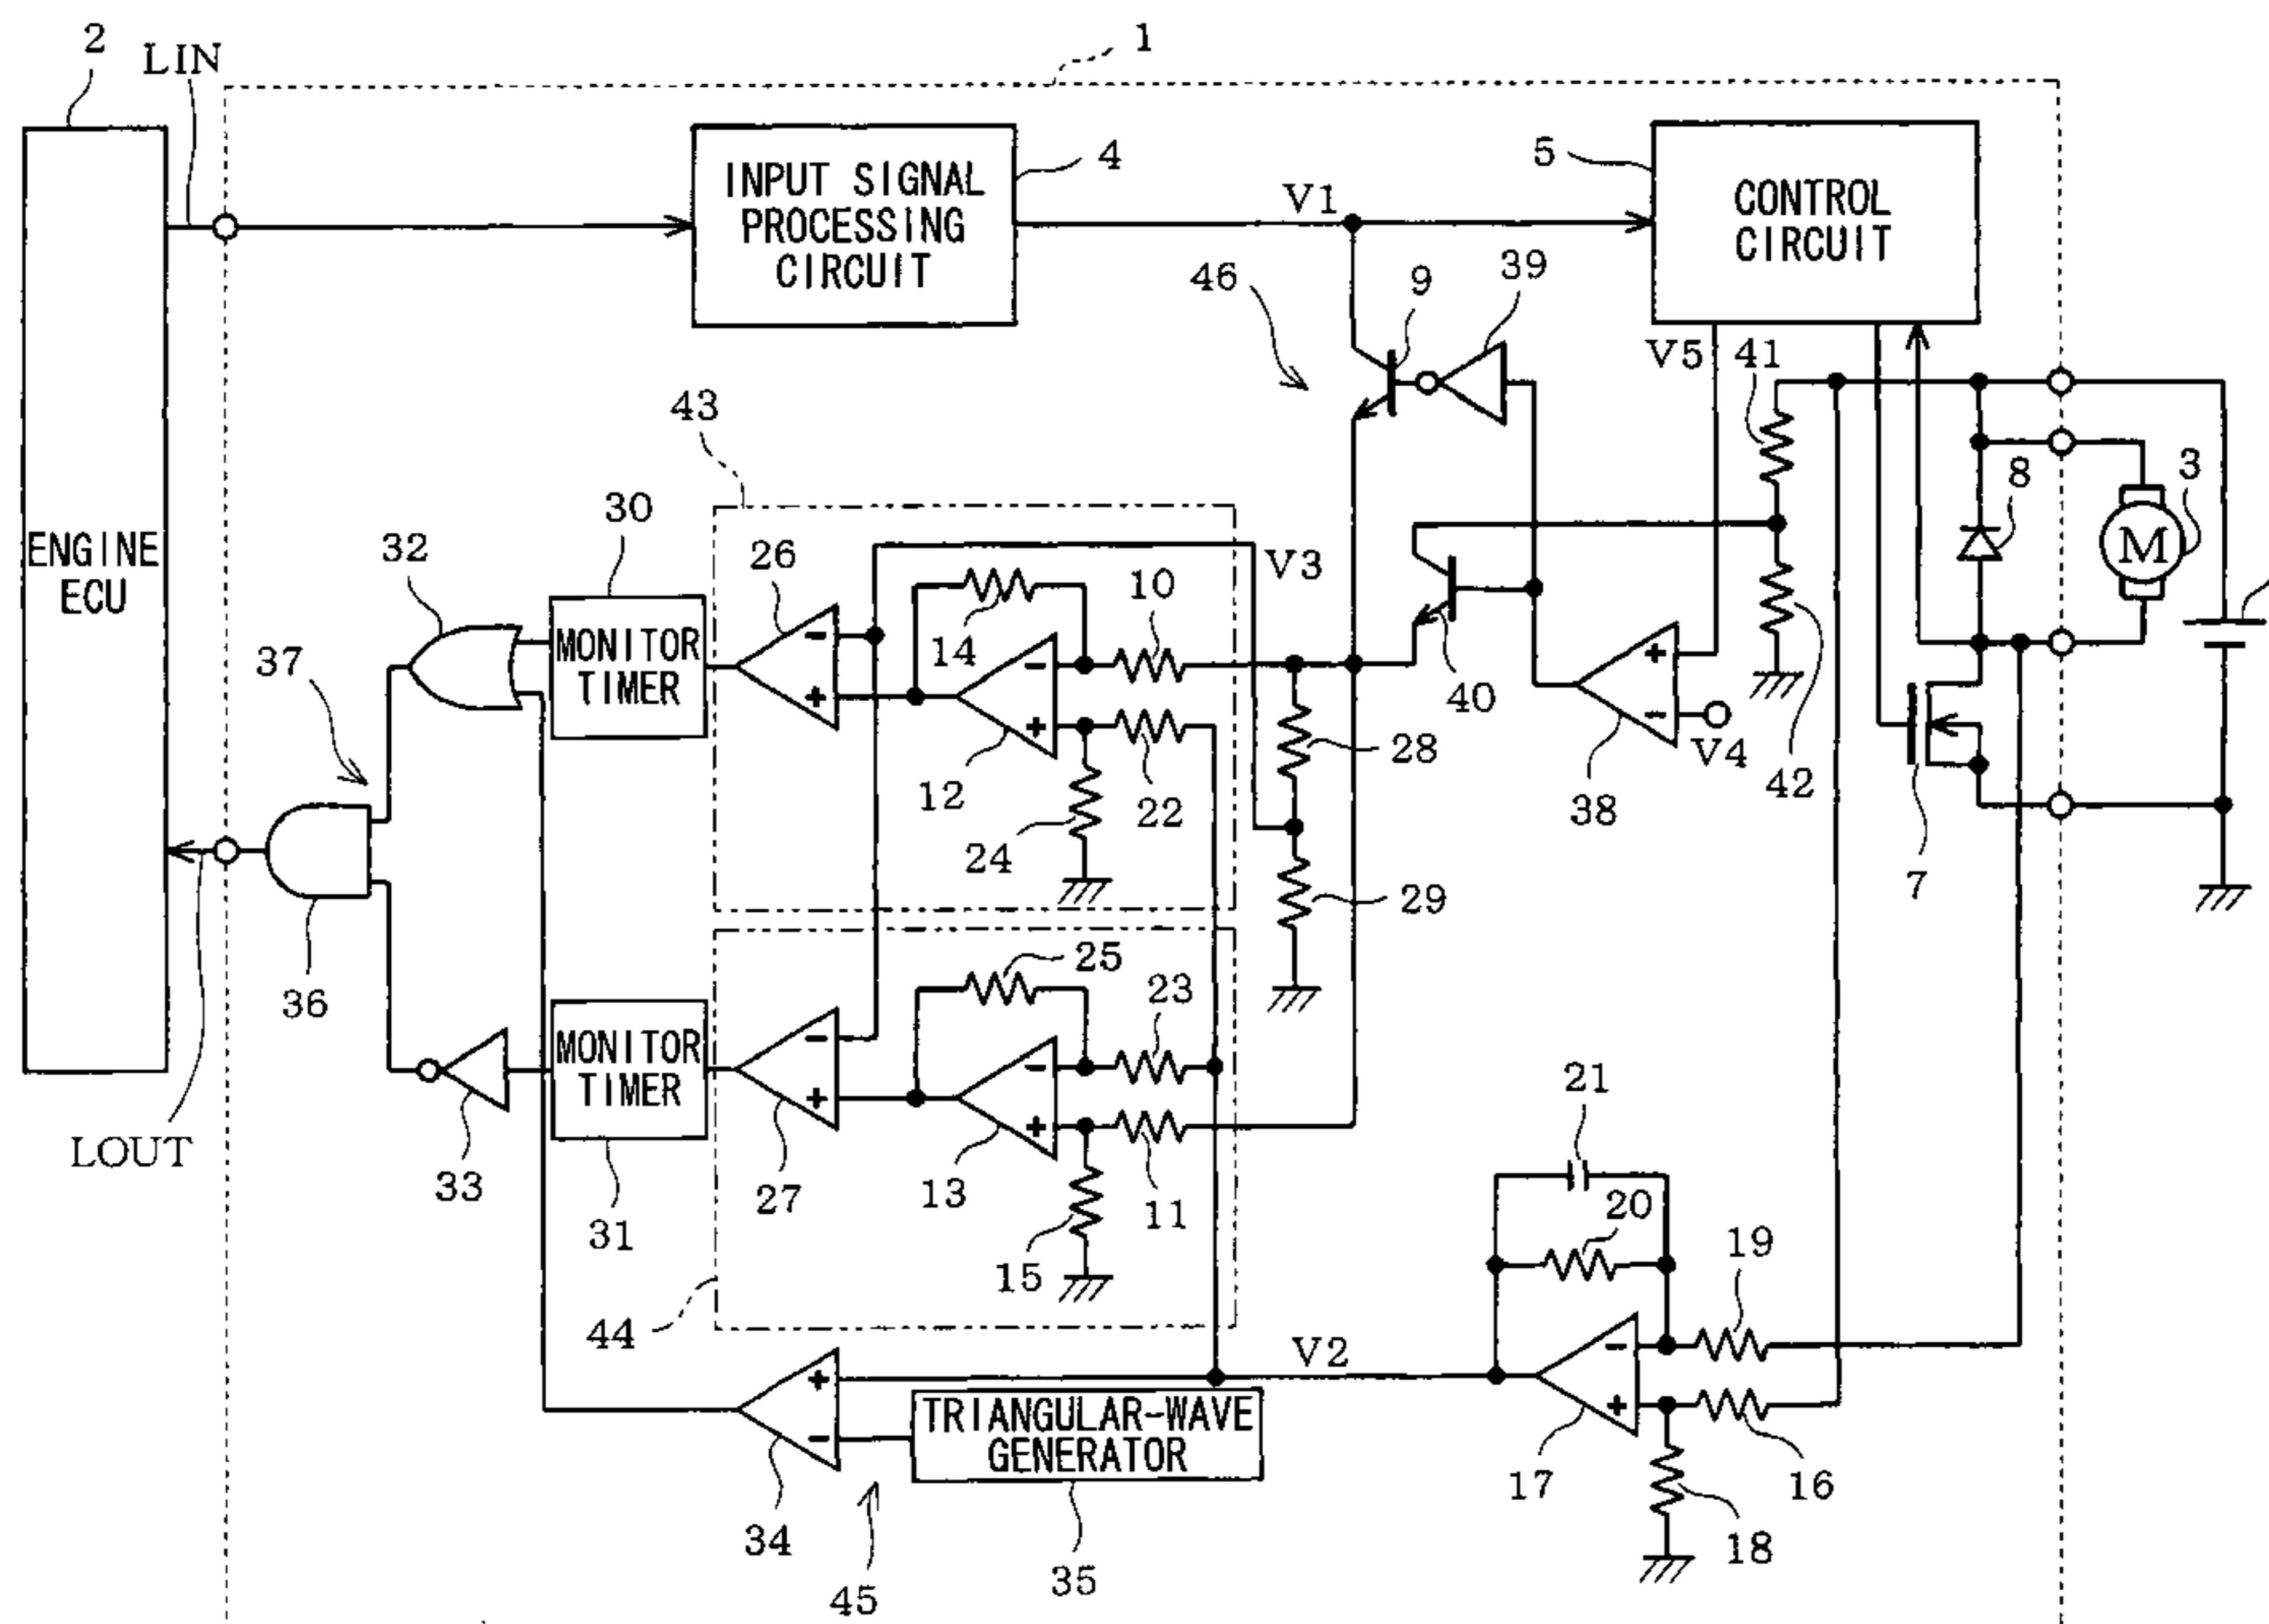 1
2
LIN
INPUT SIGNAL
PROCESSING
CIRCUIT
4
V1
5
CONTROL
CIRCUIT
46
9
39
V5
41
43
8
3
M
ENGINE
ECU
32
30
26
V3
10
14
MONITOR
TIMER
-
+
-
+
+
-
40
V4
37
12
22
28
38
42
24
7
29
36
25
23
MONITOR
TIMER
-
+
-
+
21
LOUT
33
31
27
13
11
20
19
15
44
V2
-
+
+
-
TRIANGULAR-WAVE
GENERATOR
17
16
34
18
35
45